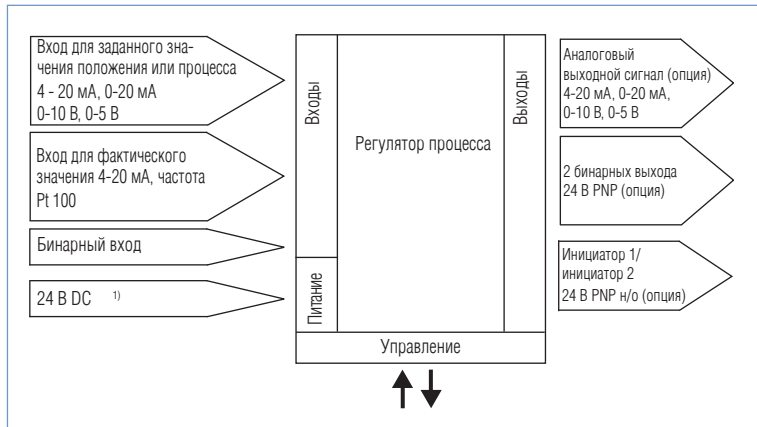 Вход для заданного зна-
чения положения или процесса
4 - 20 мА, 0-20 мА
0-10 В, 0-5 В
Вход для фактического
значения 4-20 мА, частота
Pt 100
Бинарный вход
24 В DC 1)
Входы
Питание
Регулятор процесса
Выходы
Управление
Аналоговый
выходной сигнал (опция)
4-20 мА, 0-20 мА,
0-10 В, 0-5 В
2 бинарных выхода
24 В PNP (опция)
Инициатор 1/
инициатор 2
24 В PNP н/о (опция)